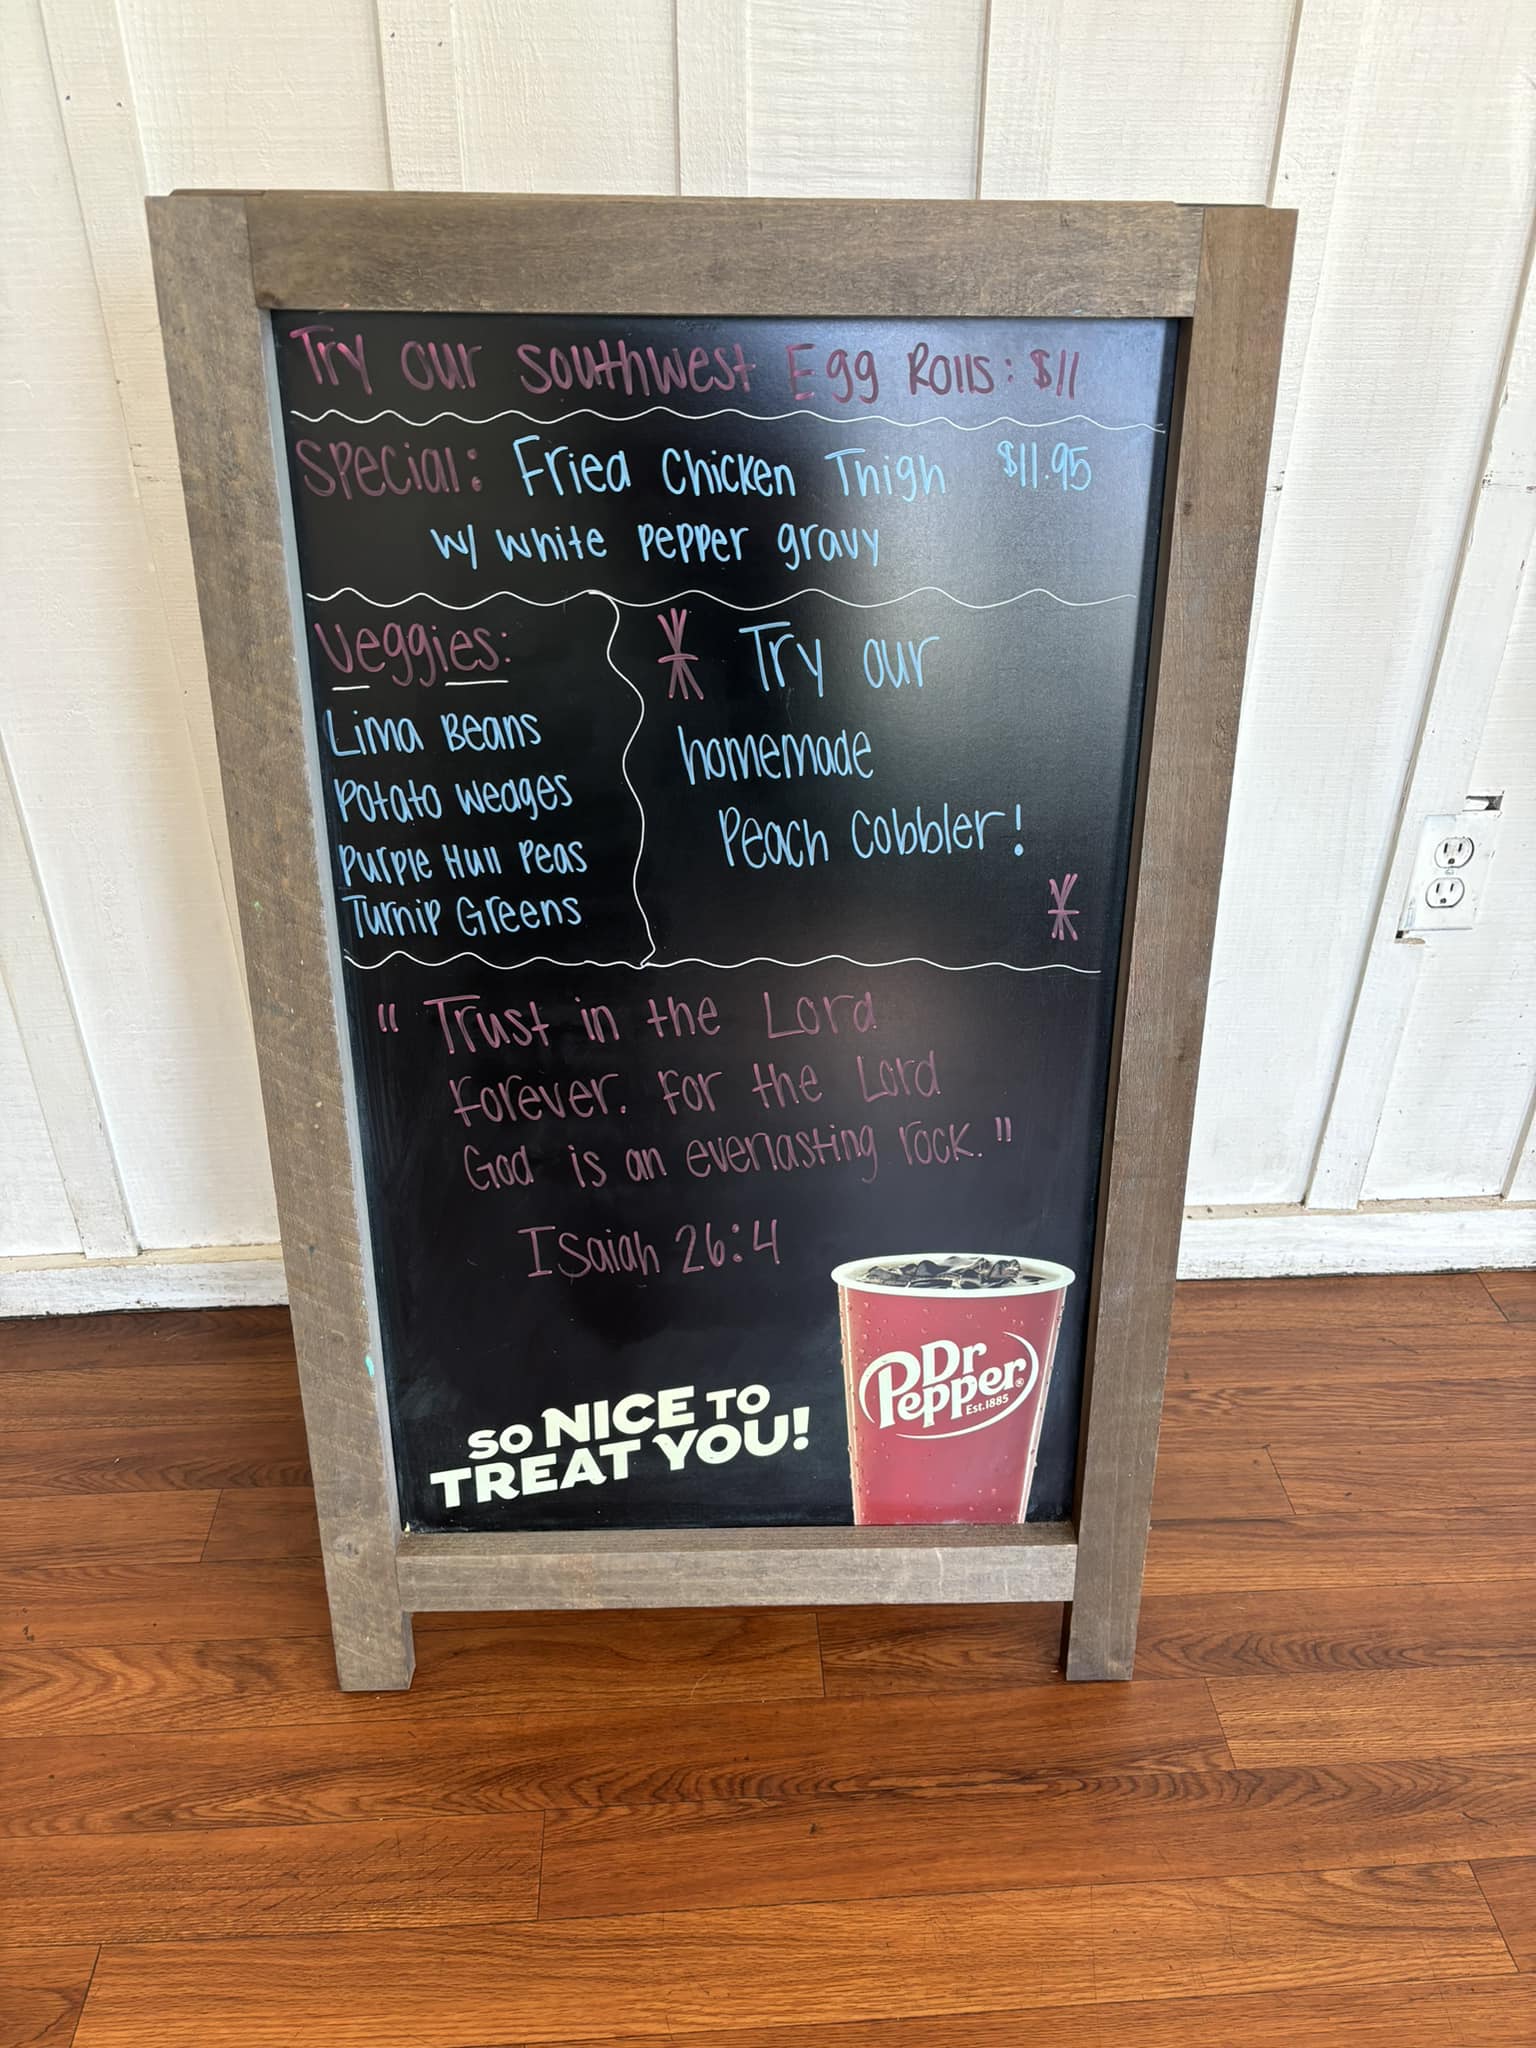 Try our Southwest Egg Rolls: $11
Special: Fried Chicken Thigh $11.95
w/ white pepper gravy
Veggies:
Lima Beans
Potato Wedges
Purple Hull Peas
Turnip Greens
Try our
homemade
Peach Cobbler!
" Trust in the Lord
Forever. For the Lord
God is an everlasting rock."
Isaiah 26:4
SO NICE TO
TREAT YOU!
Dr
Pepper®
Est.1885